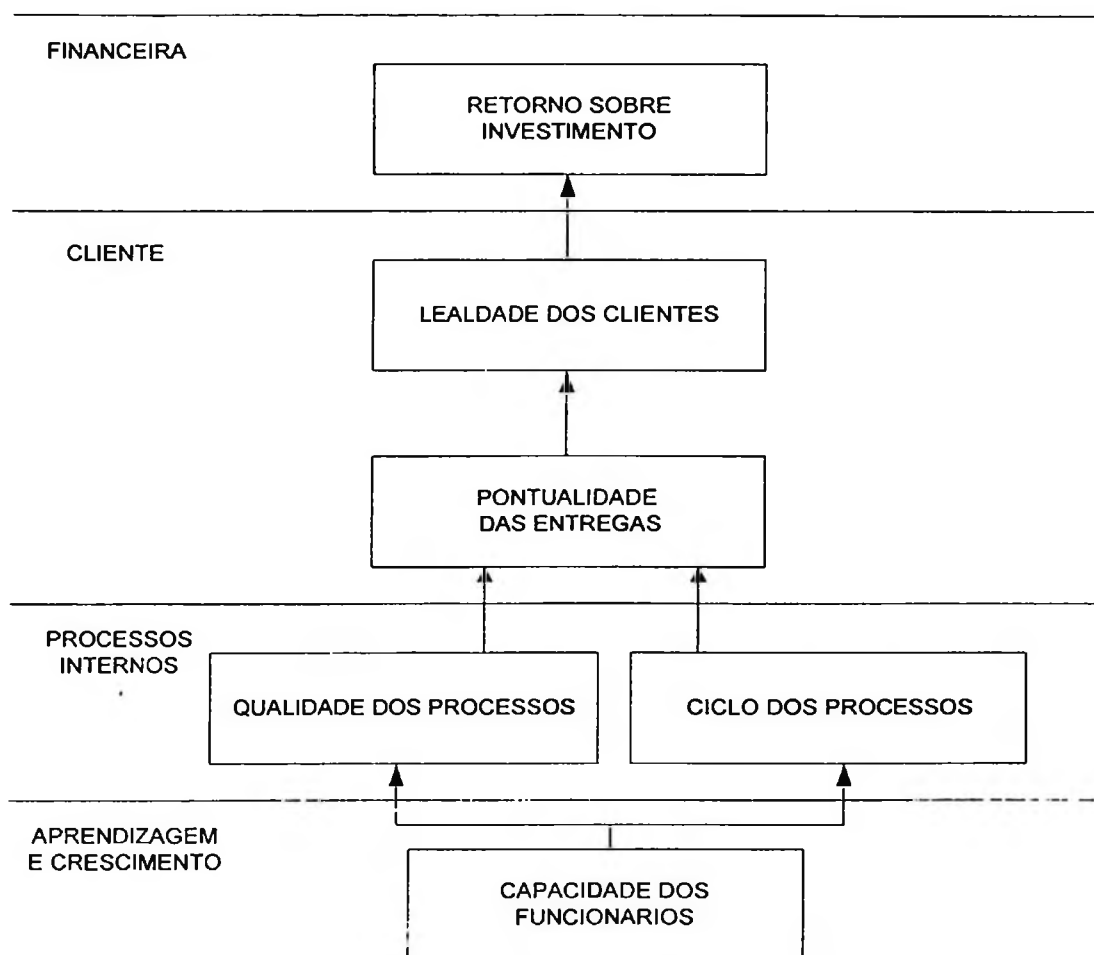 FINANCEIRA
RETORNO SOBRE
INVESTIMENTO
CLIENTE
LEALDADE DOS CLIENTES
PONTUALIDADE
DAS ENTREGAS
PROCESSOS
INTERNOS
QUALIDADE DOS PROCESSOS
CICLO DOS PROCESSOS
APRENDIZAGEM
E CRESCIMENTO
CAPACIDADE DOS
FUNCIONARIOS